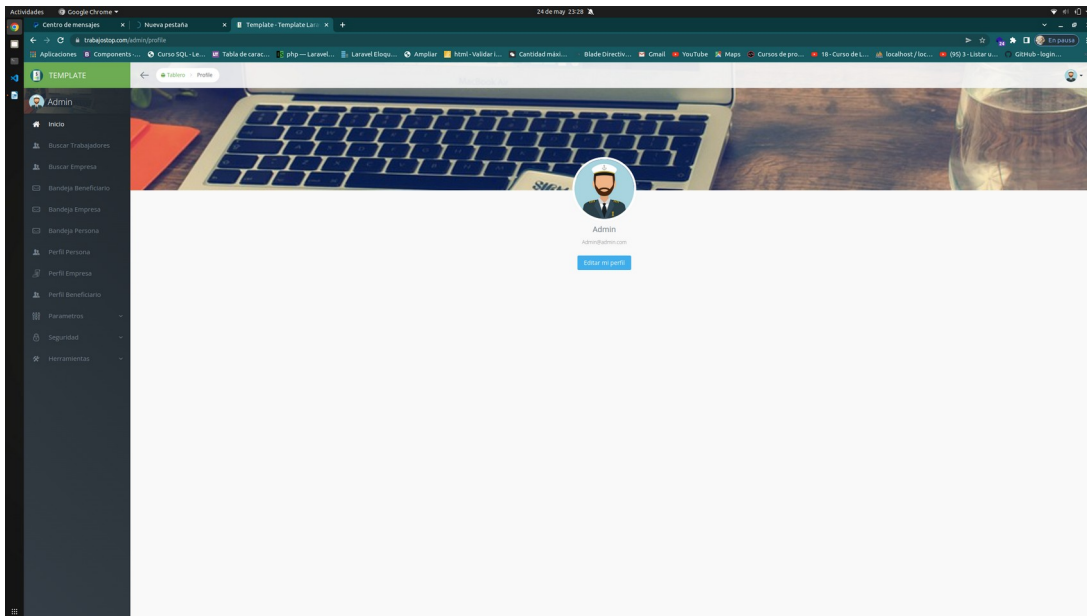 Actividades Google Chrome 24 de may 23:28
Centro de mensajes Nueva pestaña Template - Template Lara
trabajostop.com/admin/profile En pausa
Aplicaciones Components -... Curso SQL - Le... Tabla de carac... php — Laravel... Laravel Eloqu... Ampliar html - Validar i... Cantidad máxi... Blade Directiv... Gmail YouTube Maps Cursos de pro... 18 - Curso de L... localhost / loc... (95) 3 - Listar u... GitHub - login...
TEMPLATE
Tablero Profile
Admin
Inicio
Buscar Trabajadores
Buscar Empresa
Bandeja Beneficiario
Bandeja Empresa
Bandeja Persona
Perfil Persona
Perfil Empresa
Perfil Beneficiario
Parametros
Seguridad
Herramientas
Admin
Admin@admin.com
Editar mi perfil